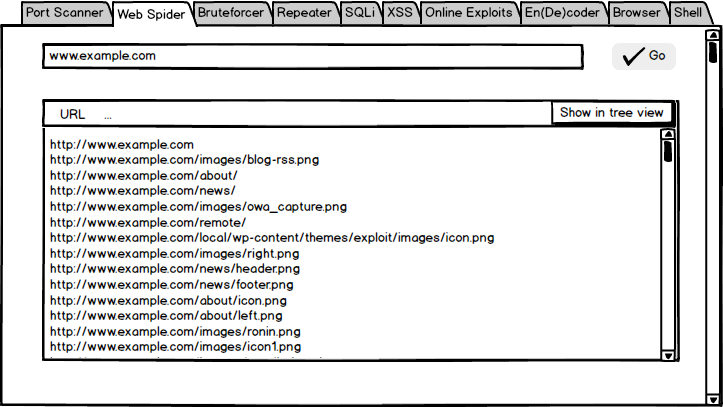 Port Scanner Web Spider Bruteforcer Repeater SQLi XSS Online Exploits En(De)coder Browser Shell
www.example.com Go
URL ... Show in tree view
http://www.example.com
http://www.example.com/images/blog-rss.png
http://www.example.com/about/
http://www.example.com/news/
http://www.example.com/images/owa_capture.png
http://www.example.com/remote/
http://www.example.com/local/wp-content/themes/exploit/images/icon.png
http://www.example.com/images/right.png
http://www.example.com/news/header.png
http://www.example.com/news/footer.png
http://www.example.com/about/icon.png
http://www.example.com/about/left.png
http://www.example.com/images/ronin.png
http://www.example.com/images/icon1.png